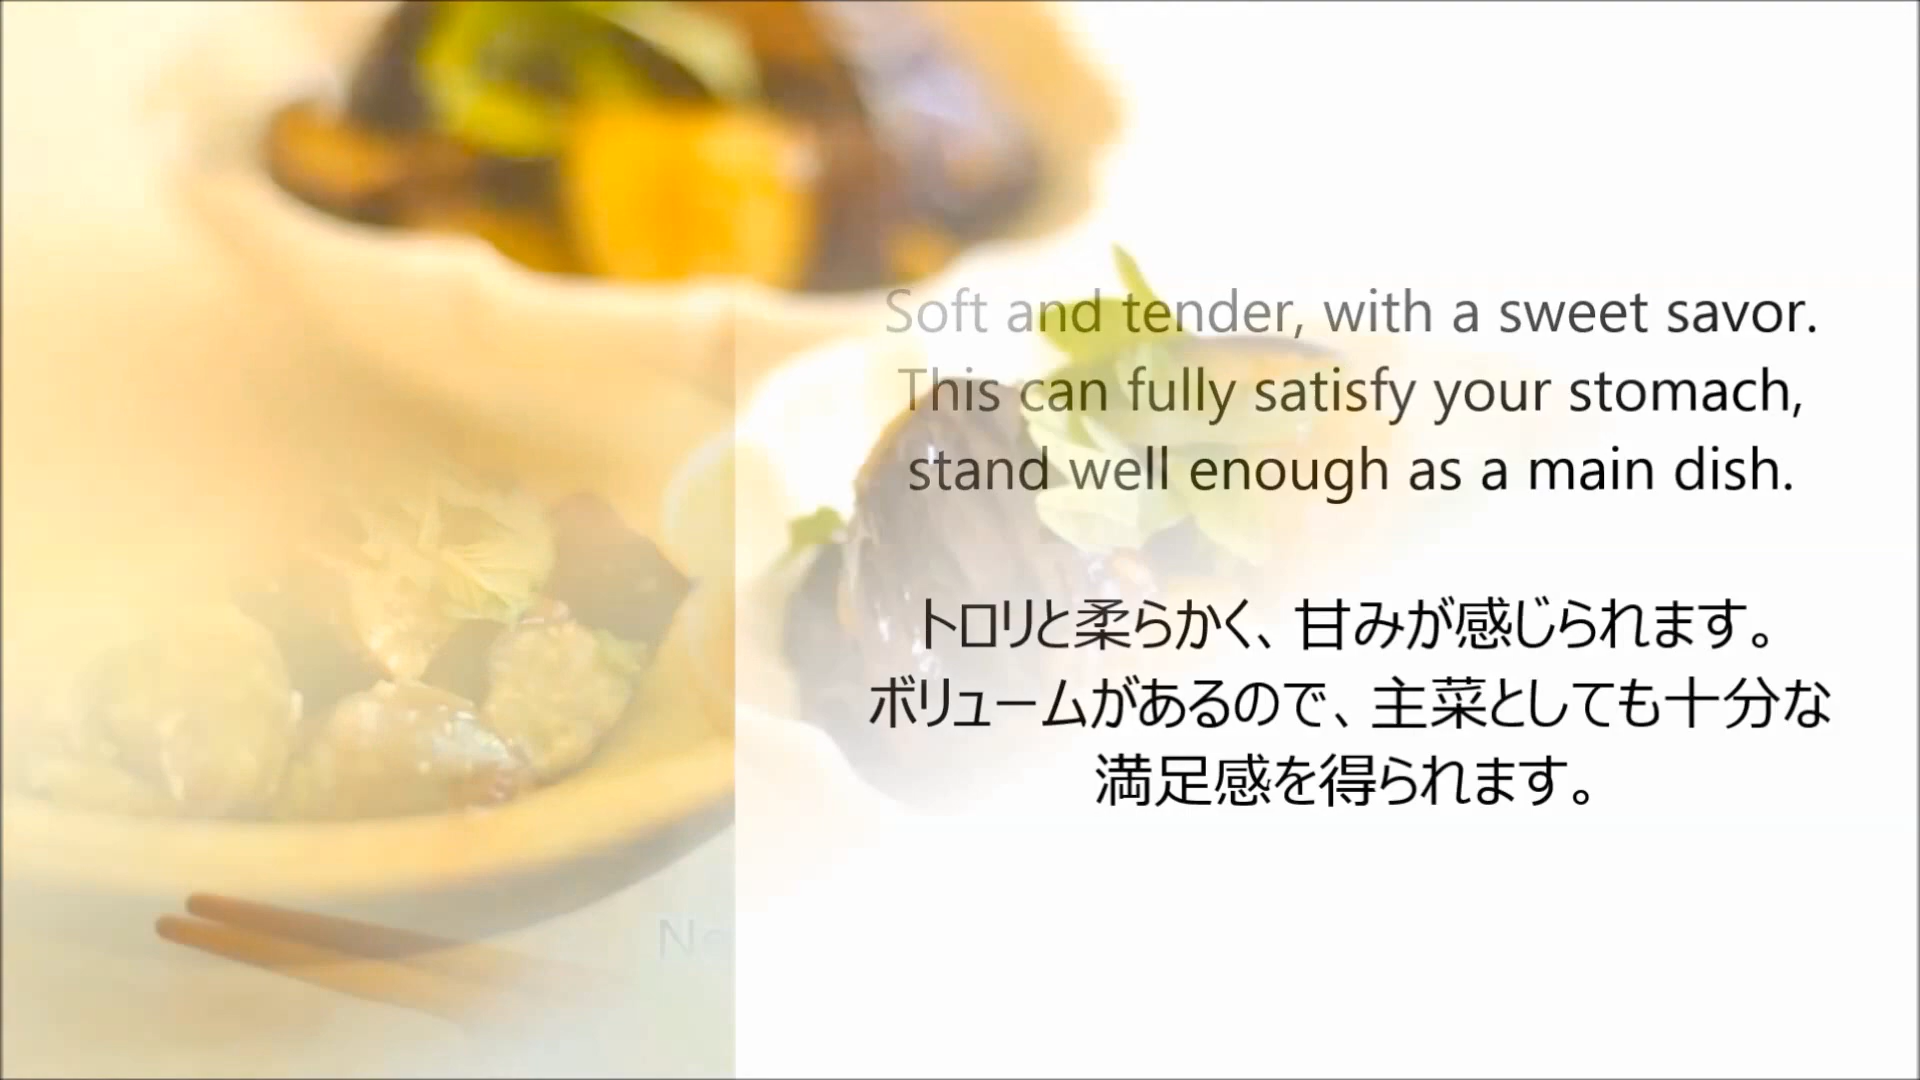 Soft and tender, with a sweet savor.
This can fully satisfy your stomach,
stand well enough as a main dish.
トロリと柔らかく、甘みが感じられます。
ボリュームがあるので、主菜としても十分な
満足感を得られます。